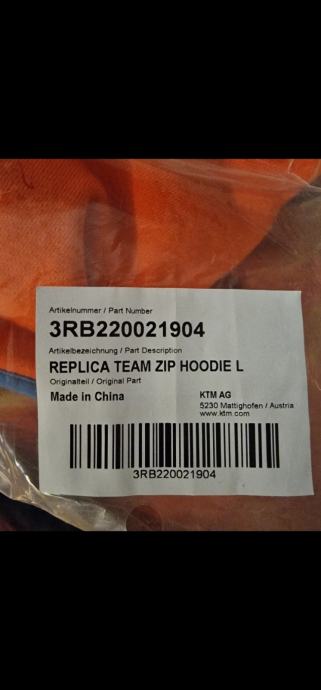 Artikelnummer / Part Number
3RB220021904
Artikelbezeichnung / Part Description
REPLICA TEAM ZIP HOODIE L
Originalteil / Original Part
Made in China
KTM AG
5230 Mattighofen / Austria
www.ktm.com
3RB220021904